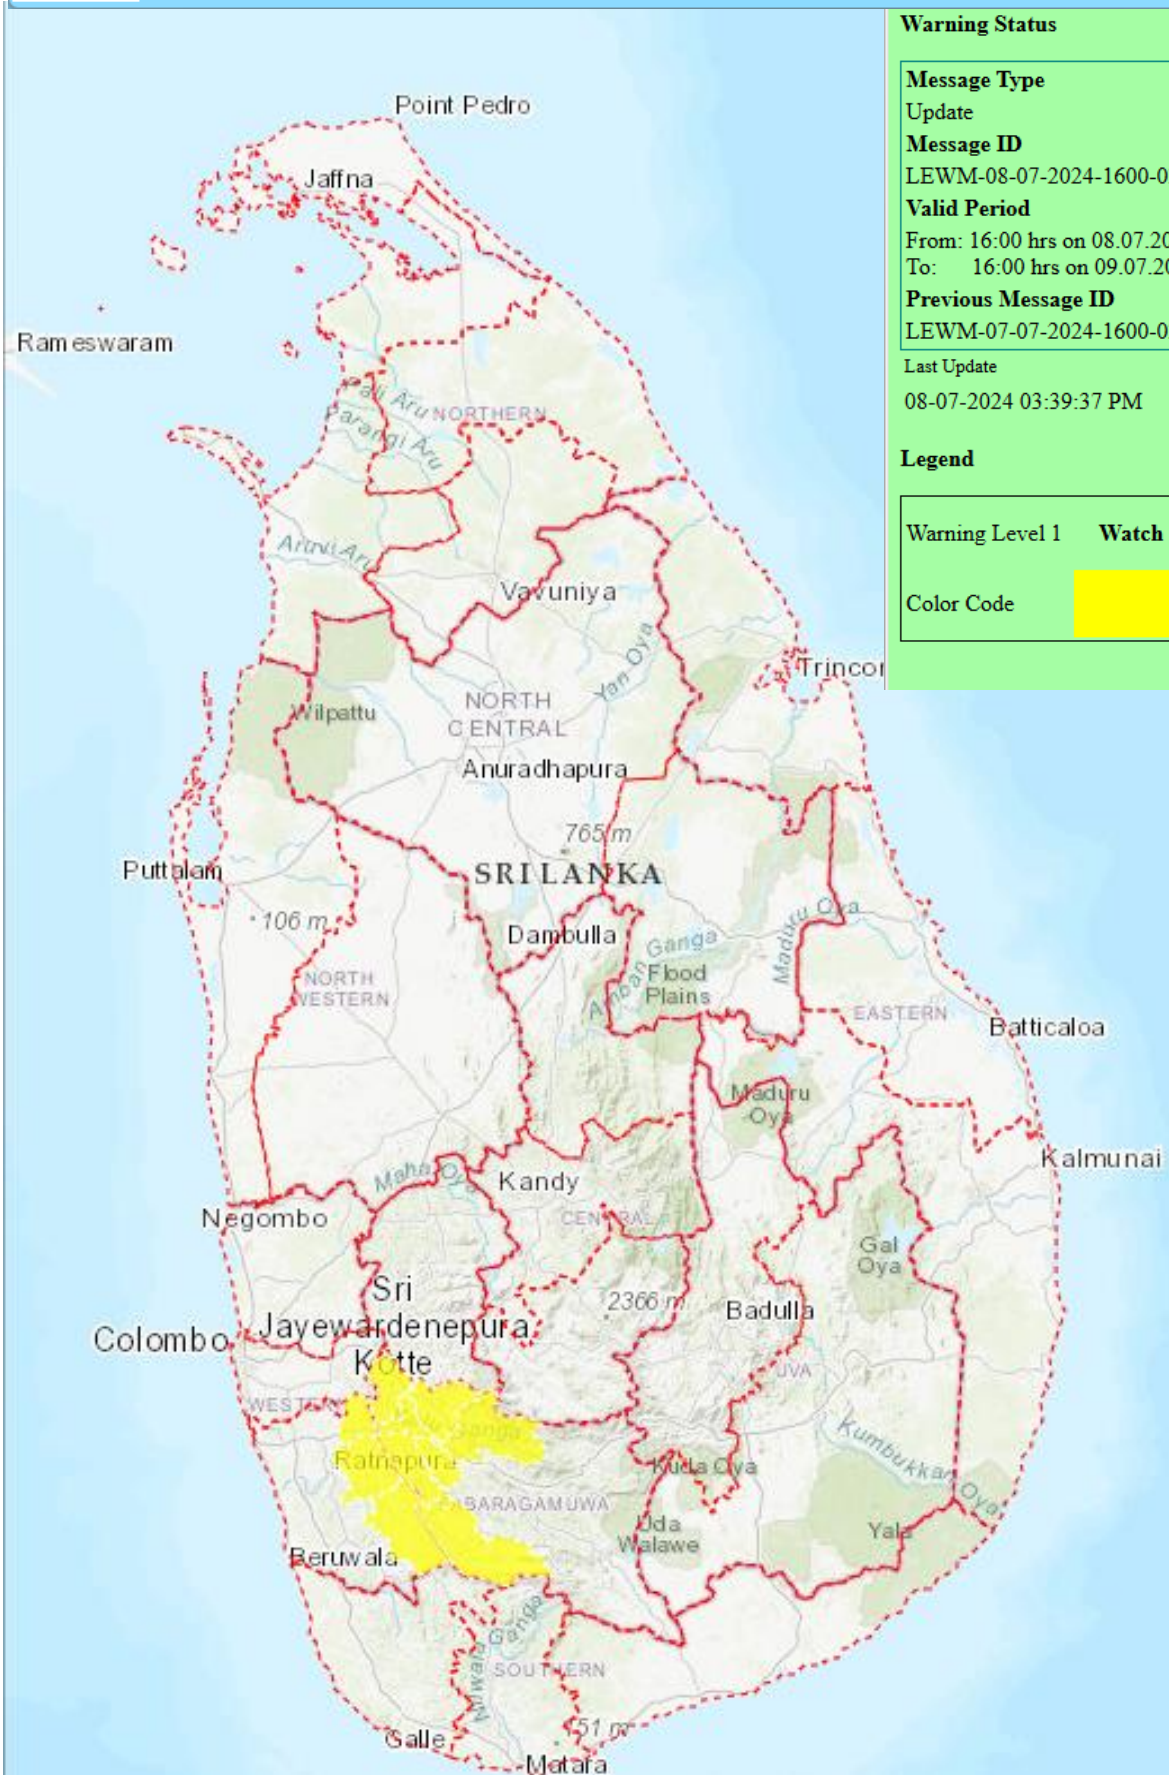 Warning Status
Message Type
Update
Message ID
LEWM-08-07-2024-1600-0
Valid Period
From: 16:00 hrs on 08.07.20
To: 16:00 hrs on 09.07.20
Previous Message ID
LEWM-07-07-2024-1600-0
Last Update
08-07-2024 03:39:37 PM
Legend
Warning Level 1 Watch
Color Code
Point Pedro
Jaffna
Rameswaram
Pali Aru
NORTHERN
Parangi Aru
Aruvi Aru
Vavuniya
Yan Oya
Trincor
Wilpattu
NORTH
CENTRAL
Anuradhapura
765 m
Puttalam
SRI LANKA
106 m
Dambulla
Maduru Oya
Amban Ganga
Flood
Plains
NORTH
WESTERN
EASTERN
Batticaloa
Maduru
Oya
Kalmunai
Maha Oya
Kandy
Negombo
CENTRAL
Gal
Oya
Sri
Jayewardenepura
Kotte
2366 m
Badulla
Colombo
UVA
WESTERN
Ganga
Kumbukkan Oya
Ratnapura
Kuda Oya
SABARAGAMUWA
Uda
Walawe
Yala
Beruwala
Nuwala Ganga
SOUTHERN
Galle
51 m
Matara